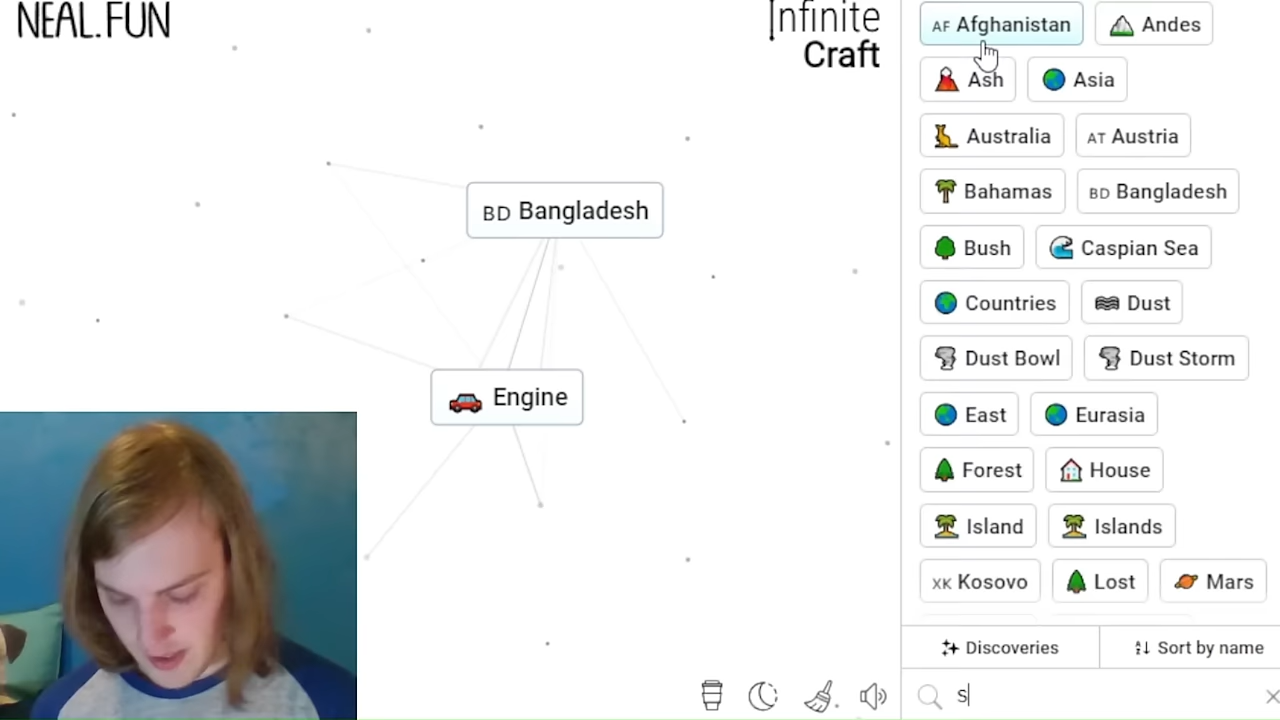 NEAL.FUN
Infinite
Craft
BD Bangladesh
Engine
AF Afghanistan
Andes
Ash
Asia
Australia
AT Austria
Bahamas
BD Bangladesh
Bush
Caspian Sea
Countries
Dust
Dust Bowl
Dust Storm
East
Eurasia
Forest
House
Island
Islands
XK Kosovo
Lost
Mars
Discoveries
Sort by name
s